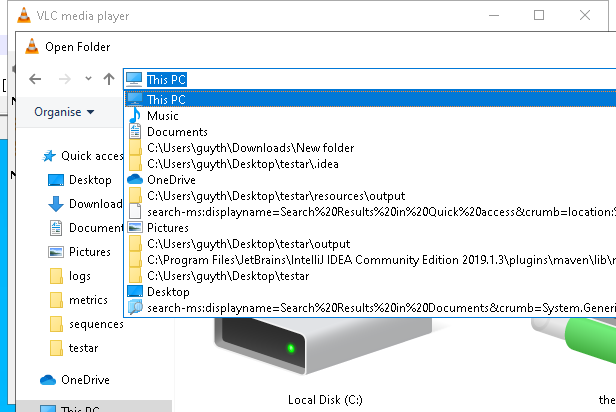 VLC media player
Open Folder
This PC
Organise
This PC
Music
Documents
C:\Users\guyth\Downloads\New folder
C:\Users\guyth\Desktop\testar\.idea
OneDrive
C:\Users\guyth\Desktop\testar\resources\output
search-ms:displayname=Search%20Results%20in%20Quick%20access&crumb=location:
Pictures
C:\Users\guyth\Desktop\testar\output
C:\Program Files\JetBrains\IntelliJ IDEA Community Edition 2019.1.3\plugins\maven\lib\
C:\Users\guyth\Desktop\testar
Desktop
search-ms:displayname=Search%20Results%20in%20Documents&crumb=System.Generi
Quick acces
Desktop
Download
Document
Pictures
logs
metrics
sequences
testar
OneDrive
This PC
Local Disk (C:)
the